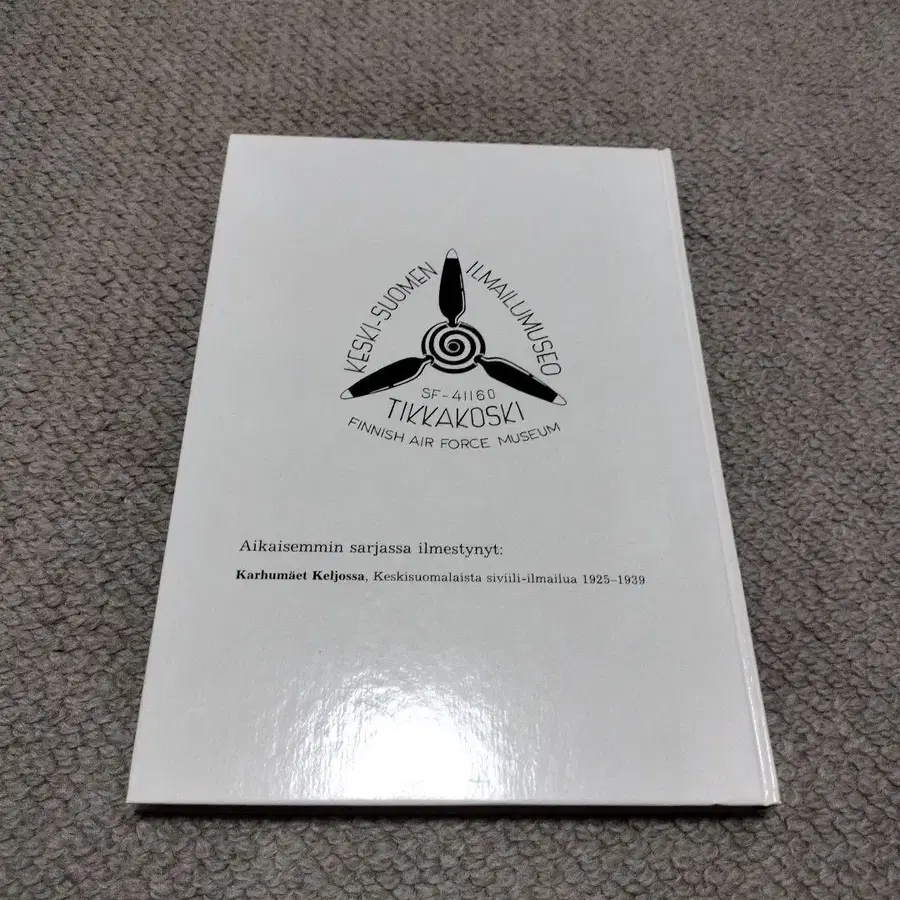 KESKI-SUOMEN ILMAILUMUSEO
SF-41160
TIKKAKOSKI
FINNISH AIR FORCE MUSEUM
Aikaisemmin sarjassa ilmestynyt:
Karhumäet Keljossa, Keskisuomalaista siviili-ilmailua 1925–1939